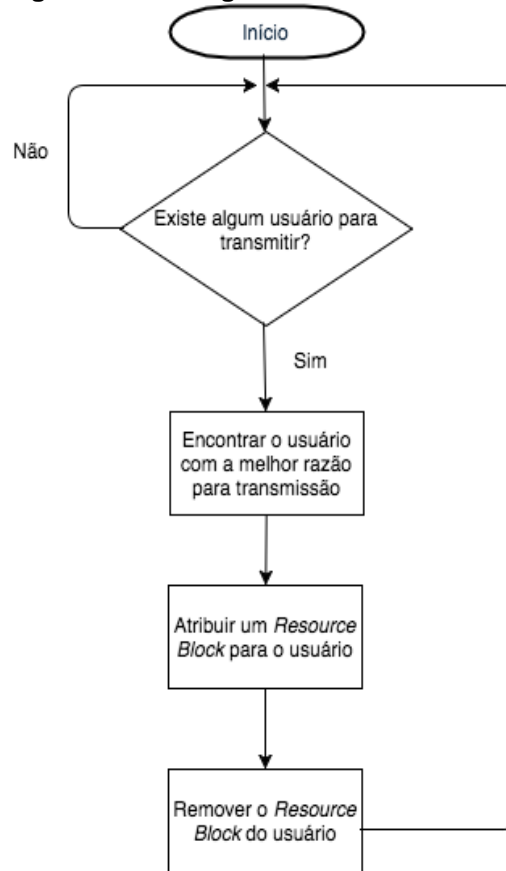 Início
Não
Existe algum usuário para
transmitir?
Sim
Encontrar o usuário
com a melhor razão
para transmissão
Atribuir um Resource
Block para o usuário
Remover o Resource
Block do usuário